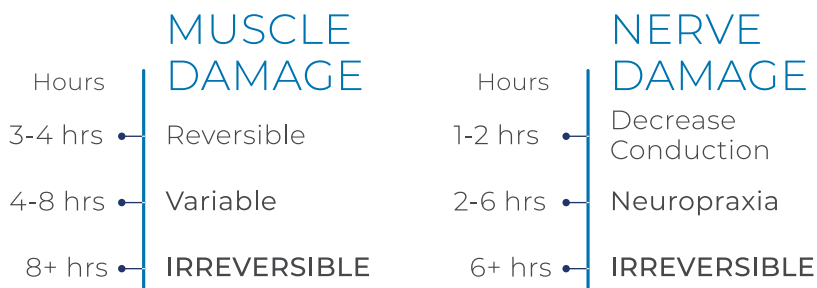 MUSCLE
DAMAGE
Hours
3-4 hrs Reversible
4-8 hrs Variable
8+ hrs IRREVERSIBLE
NERVE
DAMAGE
Hours
1-2 hrs Decrease
Conduction
2-6 hrs Neuropraxia
6+ hrs IRREVERSIBLE